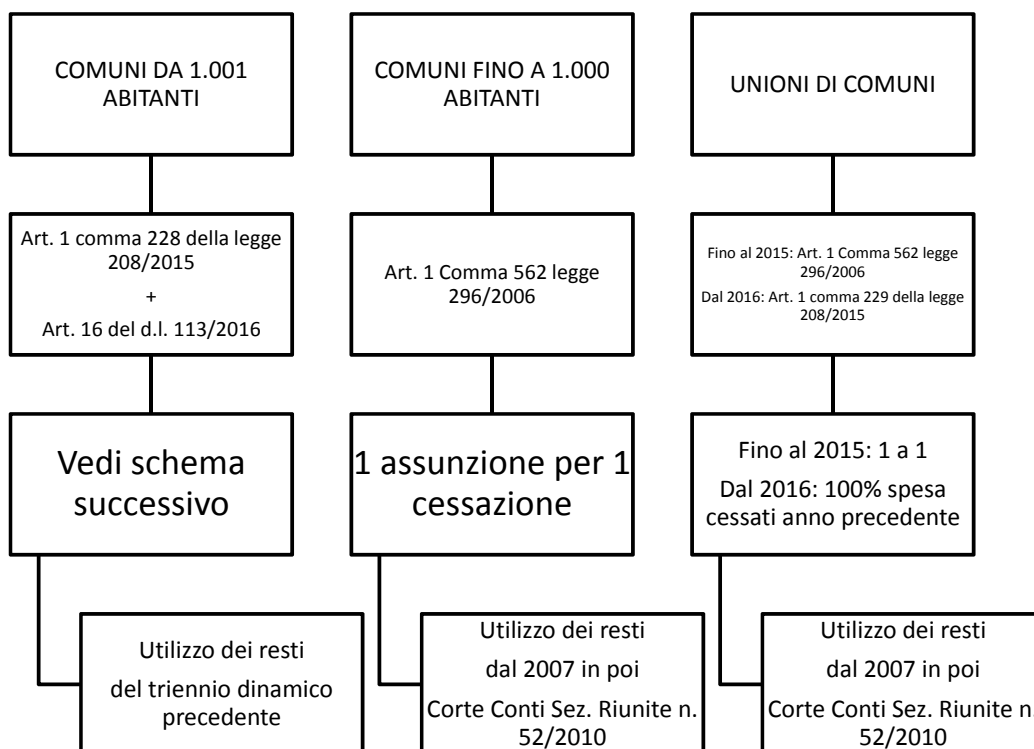 COMUNI DA 1.001
ABITANTI
Art. 1 comma 228 della legge
208/2015
+
Art. 16 del d.l. 113/2016
Vedi schema
successivo
Utilizzo dei resti
del triennio dinamico
precedente
COMUNI FINO A 1.000
ABITANTI
Art. 1 Comma 562 legge
296/2006
1 assunzione per 1
cessazione
Utilizzo dei resti
dal 2007 in poi
Corte Conti Sez. Riunite n.
52/2010
UNIONI DI COMUNI
Fino al 2015: Art. 1 Comma 562 legge
296/2006
Dal 2016: Art. 1 comma 229 della legge
208/2015
Fino al 2015: 1 a 1
Dal 2016: 100% spesa
cessati anno precedente
Utilizzo dei resti
dal 2007 in poi
Corte Conti Sez. Riunite n.
52/2010